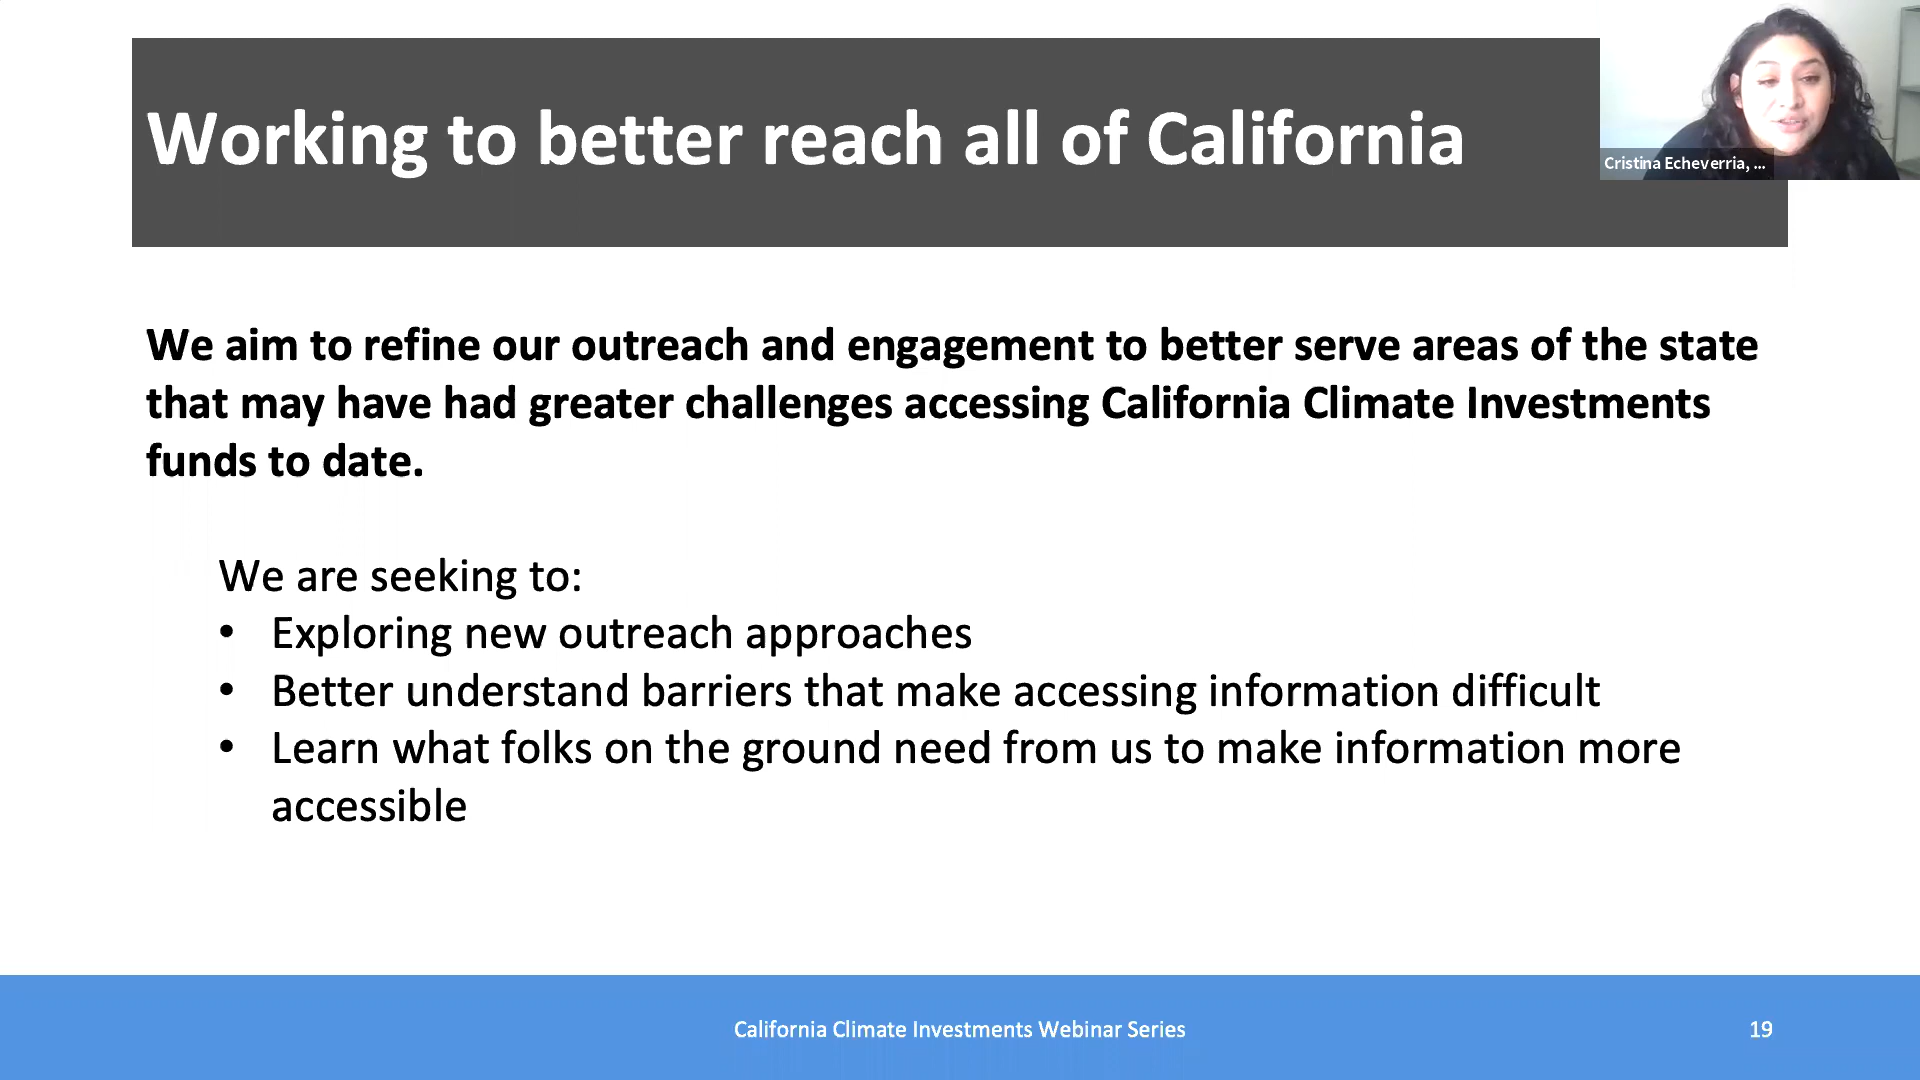 Working to better reach all of California
Cristina Echeverria, ...
We aim to refine our outreach and engagement to better serve areas of the state
that may have had greater challenges accessing California Climate Investments
funds to date.
We are seeking to:
• Exploring new outreach approaches
• Better understand barriers that make accessing information difficult
• Learn what folks on the ground need from us to make information more
accessible
California Climate Investments Webinar Series
19